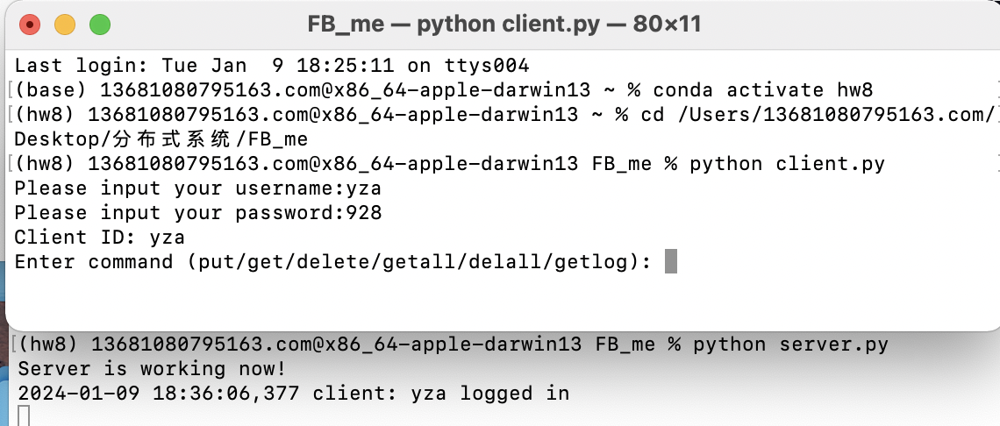 FB_me — python client.py — 80×11
Last login: Tue Jan  9 18:25:11 on ttys004
[(base) 13681080795163.com@x86_64-apple-darwin13 ~ % conda activate hw8
[(hw8) 13681080795163.com@x86_64-apple-darwin13 ~ % cd /Users/13681080795163.com/
Desktop/分布式系统/FB_me
[(hw8) 13681080795163.com@x86_64-apple-darwin13 FB_me % python client.py
Please input your username:yza
Please input your password:928
Client ID: yza
Enter command (put/get/delete/getall/delall/getlog):
[(hw8) 13681080795163.com@x86_64-apple-darwin13 FB_me % python server.py
Server is working now!
2024-01-09 18:36:06,377 client: yza logged in